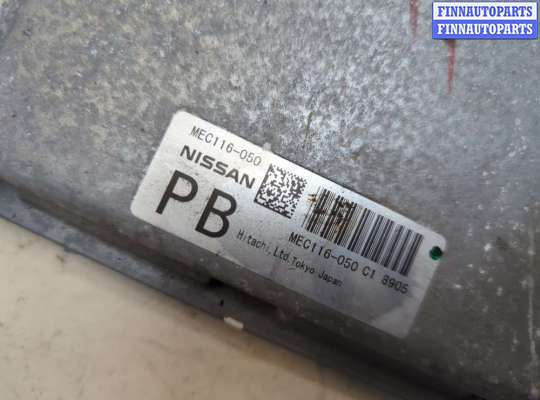 FINNAUTOPARTS
FINNAUTOPARTS
MEC116-050
NISSAN
PB
MEC116-050 C1 8905
Hitachi,Ltd.Tokyo Japan